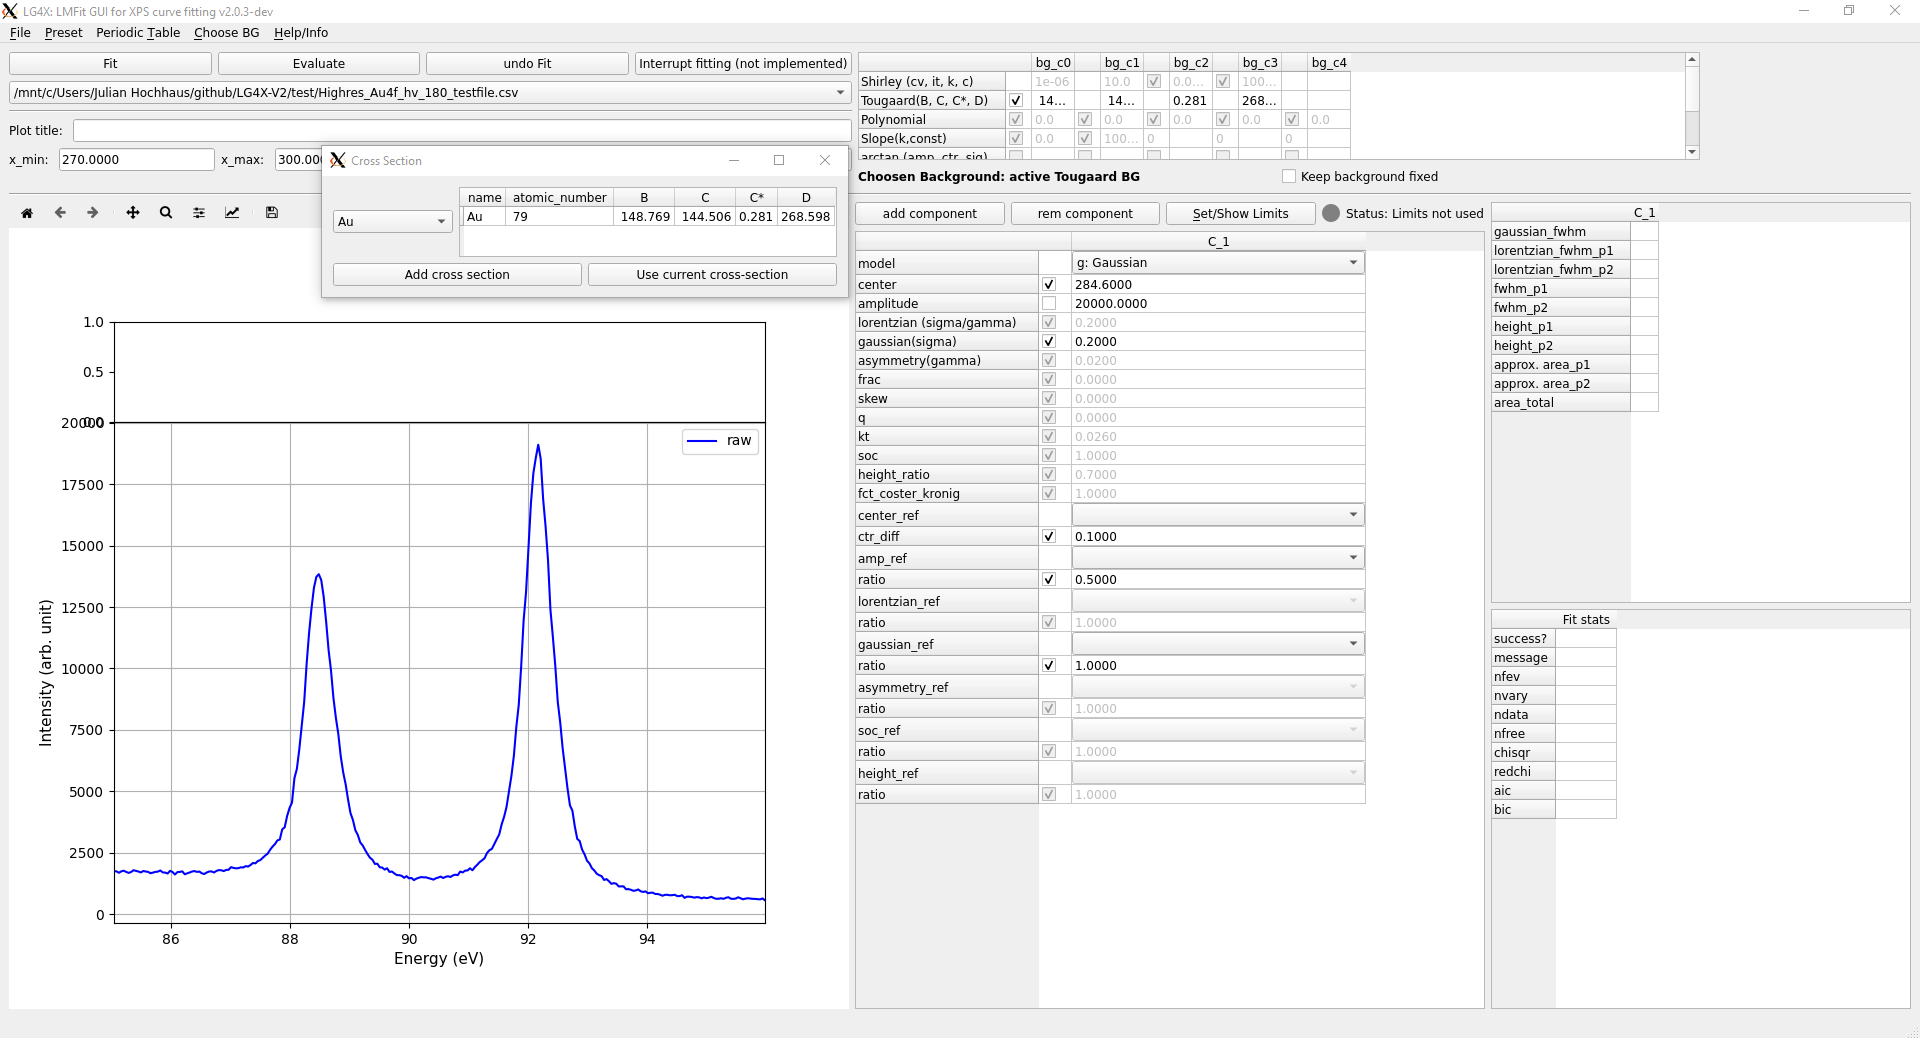 LG4X: LMFit GUI for XPS curve fitting v2.0.3-dev
File Preset Periodic Table Choose BG Help/Info
Fit Evaluate undo Fit Interrupt fitting (not implemented)
/mnt/c/Users/Julian Hochhaus/github/LG4X-V2/test/Highres_Au4f_hv_180_testfile.csv
Plot title:
x_min: 270.0000 x_max: 300.00
Cross Section
name atomic_number B C C* D
Au Au 79 148.769 144.506 0.281 268.598
Add cross section Use current cross-section
1.0
0.5
0.0
20000
raw
17500
15000
12500
10000
7500
5000
2500
0
86 88 90 92 94
Energy (eV)
Intensity (arb. unit)
bg_c0 bg_c1 bg_c2 bg_c3 bg_c4
Shirley (cv, it, k, c) 1e-06 10.0 0.0... 100...
Tougaard(B, C, C*, D) 14... 14... 0.281 268...
Polynomial 0.0 0.0 0.0 0.0 0.0
Slope(k,const) 0.0 100... 0 0 0
arctan (amp, ctr, sig)
Choosen Background: active Tougaard BG Keep background fixed
add component rem component Set/Show Limits Status: Limits not used
C_1
model g: Gaussian
center 284.6000
amplitude 20000.0000
lorentzian (sigma/gamma) 0.2000
gaussian(sigma) 0.2000
asymmetry(gamma) 0.0200
frac 0.0000
skew 0.0000
q 0.0000
kt 0.0260
soc 1.0000
height_ratio 0.7000
fct_coster_kronig 1.0000
center_ref
ctr_diff 0.1000
amp_ref
ratio 0.5000
lorentzian_ref
ratio 1.0000
gaussian_ref
ratio 1.0000
asymmetry_ref
ratio 1.0000
soc_ref
ratio 1.0000
height_ref
ratio 1.0000
C_1
gaussian_fwhm
lorentzian_fwhm_p1
lorentzian_fwhm_p2
fwhm_p1
fwhm_p2
height_p1
height_p2
approx. area_p1
approx. area_p2
area_total
Fit stats
success?
message
nfev
nvary
ndata
nfree
chisqr
redchi
aic
bic